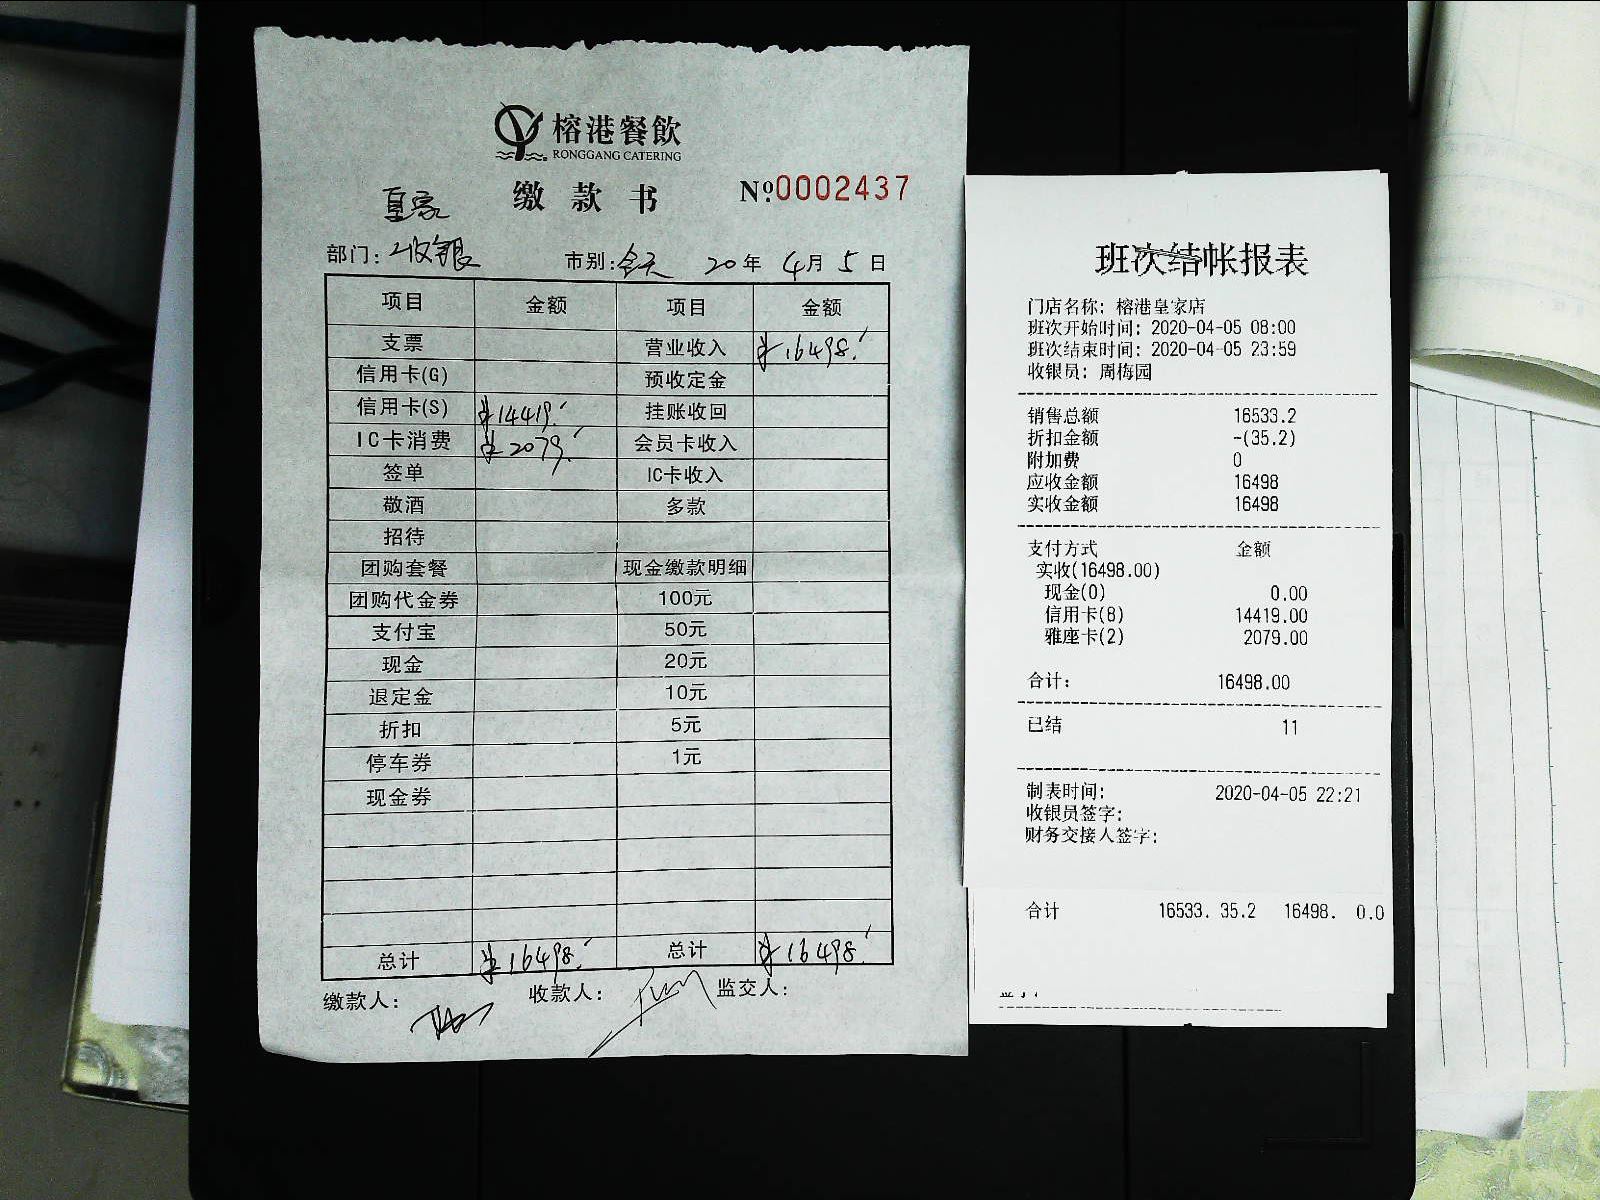 榕港餐飲
RONGGANG CATERING
缴款书
№0002437
皇家
部门:收银 市别:全天 20年 4月 5日
项目 金额 项目 金额
支票 营业收入 ¥16498.
信用卡(G) 预收定金
信用卡(S) ¥14419. 挂账收回
IC卡消费 ¥2079. 会员卡收入
签单 IC卡收入
敬酒 多款
招待
团购套餐 现金缴款明细
团购代金券 100元
支付宝 50元
现金 20元
退定金 10元
折扣 5元
停车券 1元
现金券
总计 ¥16498. 总计 ¥16498.
缴款人: 收款人: 监交人:
班次结帐报表
门店名称: 榕港皇家店
班次开始时间: 2020-04-05 08:00
班次结束时间: 2020-04-05 23:59
收银员: 周梅园
销售总额 16533.2
折扣金额 -(35.2)
附加费 0
应收金额 16498
实收金额 16498
支付方式 金额
实收(16498.00)
现金(0) 0.00
信用卡(8) 14419.00
雅座卡(2) 2079.00
合计: 16498.00
已结 11
制表时间: 2020-04-05 22:21
收银员签字:
财务交接人签字:
合计 16533. 35.2 16498. 0.0